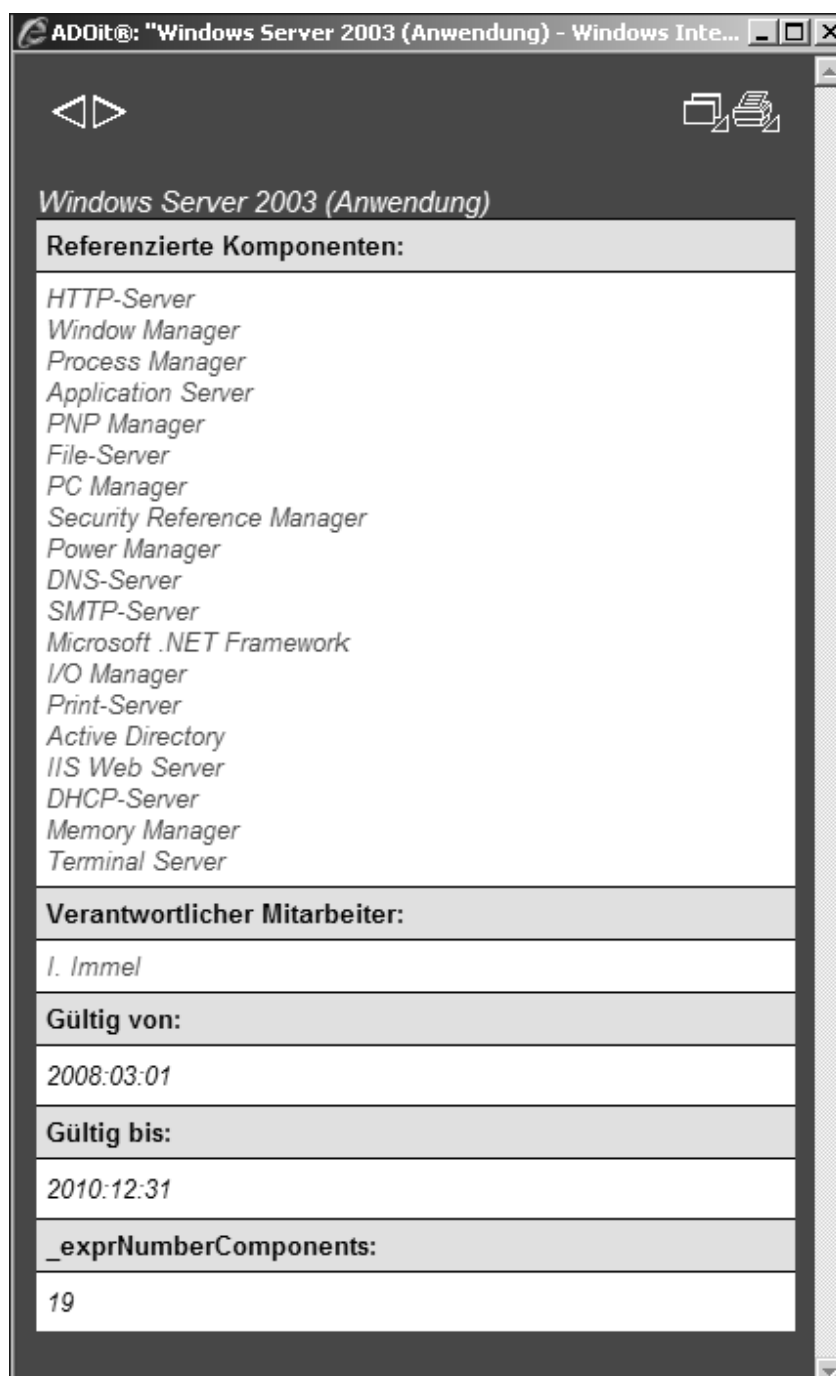 ADOit®: "Windows Server 2003 (Anwendung) - Windows Inte...
Windows Server 2003 (Anwendung)
Referenzierte Komponenten:
HTTP-Server
Window Manager
Process Manager
Application Server
PNP Manager
File-Server
PC Manager
Security Reference Manager
Power Manager
DNS-Server
SMTP-Server
Microsoft .NET Framework
I/O Manager
Print-Server
Active Directory
IIS Web Server
DHCP-Server
Memory Manager
Terminal Server
Verantwortlicher Mitarbeiter:
I. Immel
Gültig von:
2008:03:01
Gültig bis:
2010:12:31
_exprNumberComponents:
19